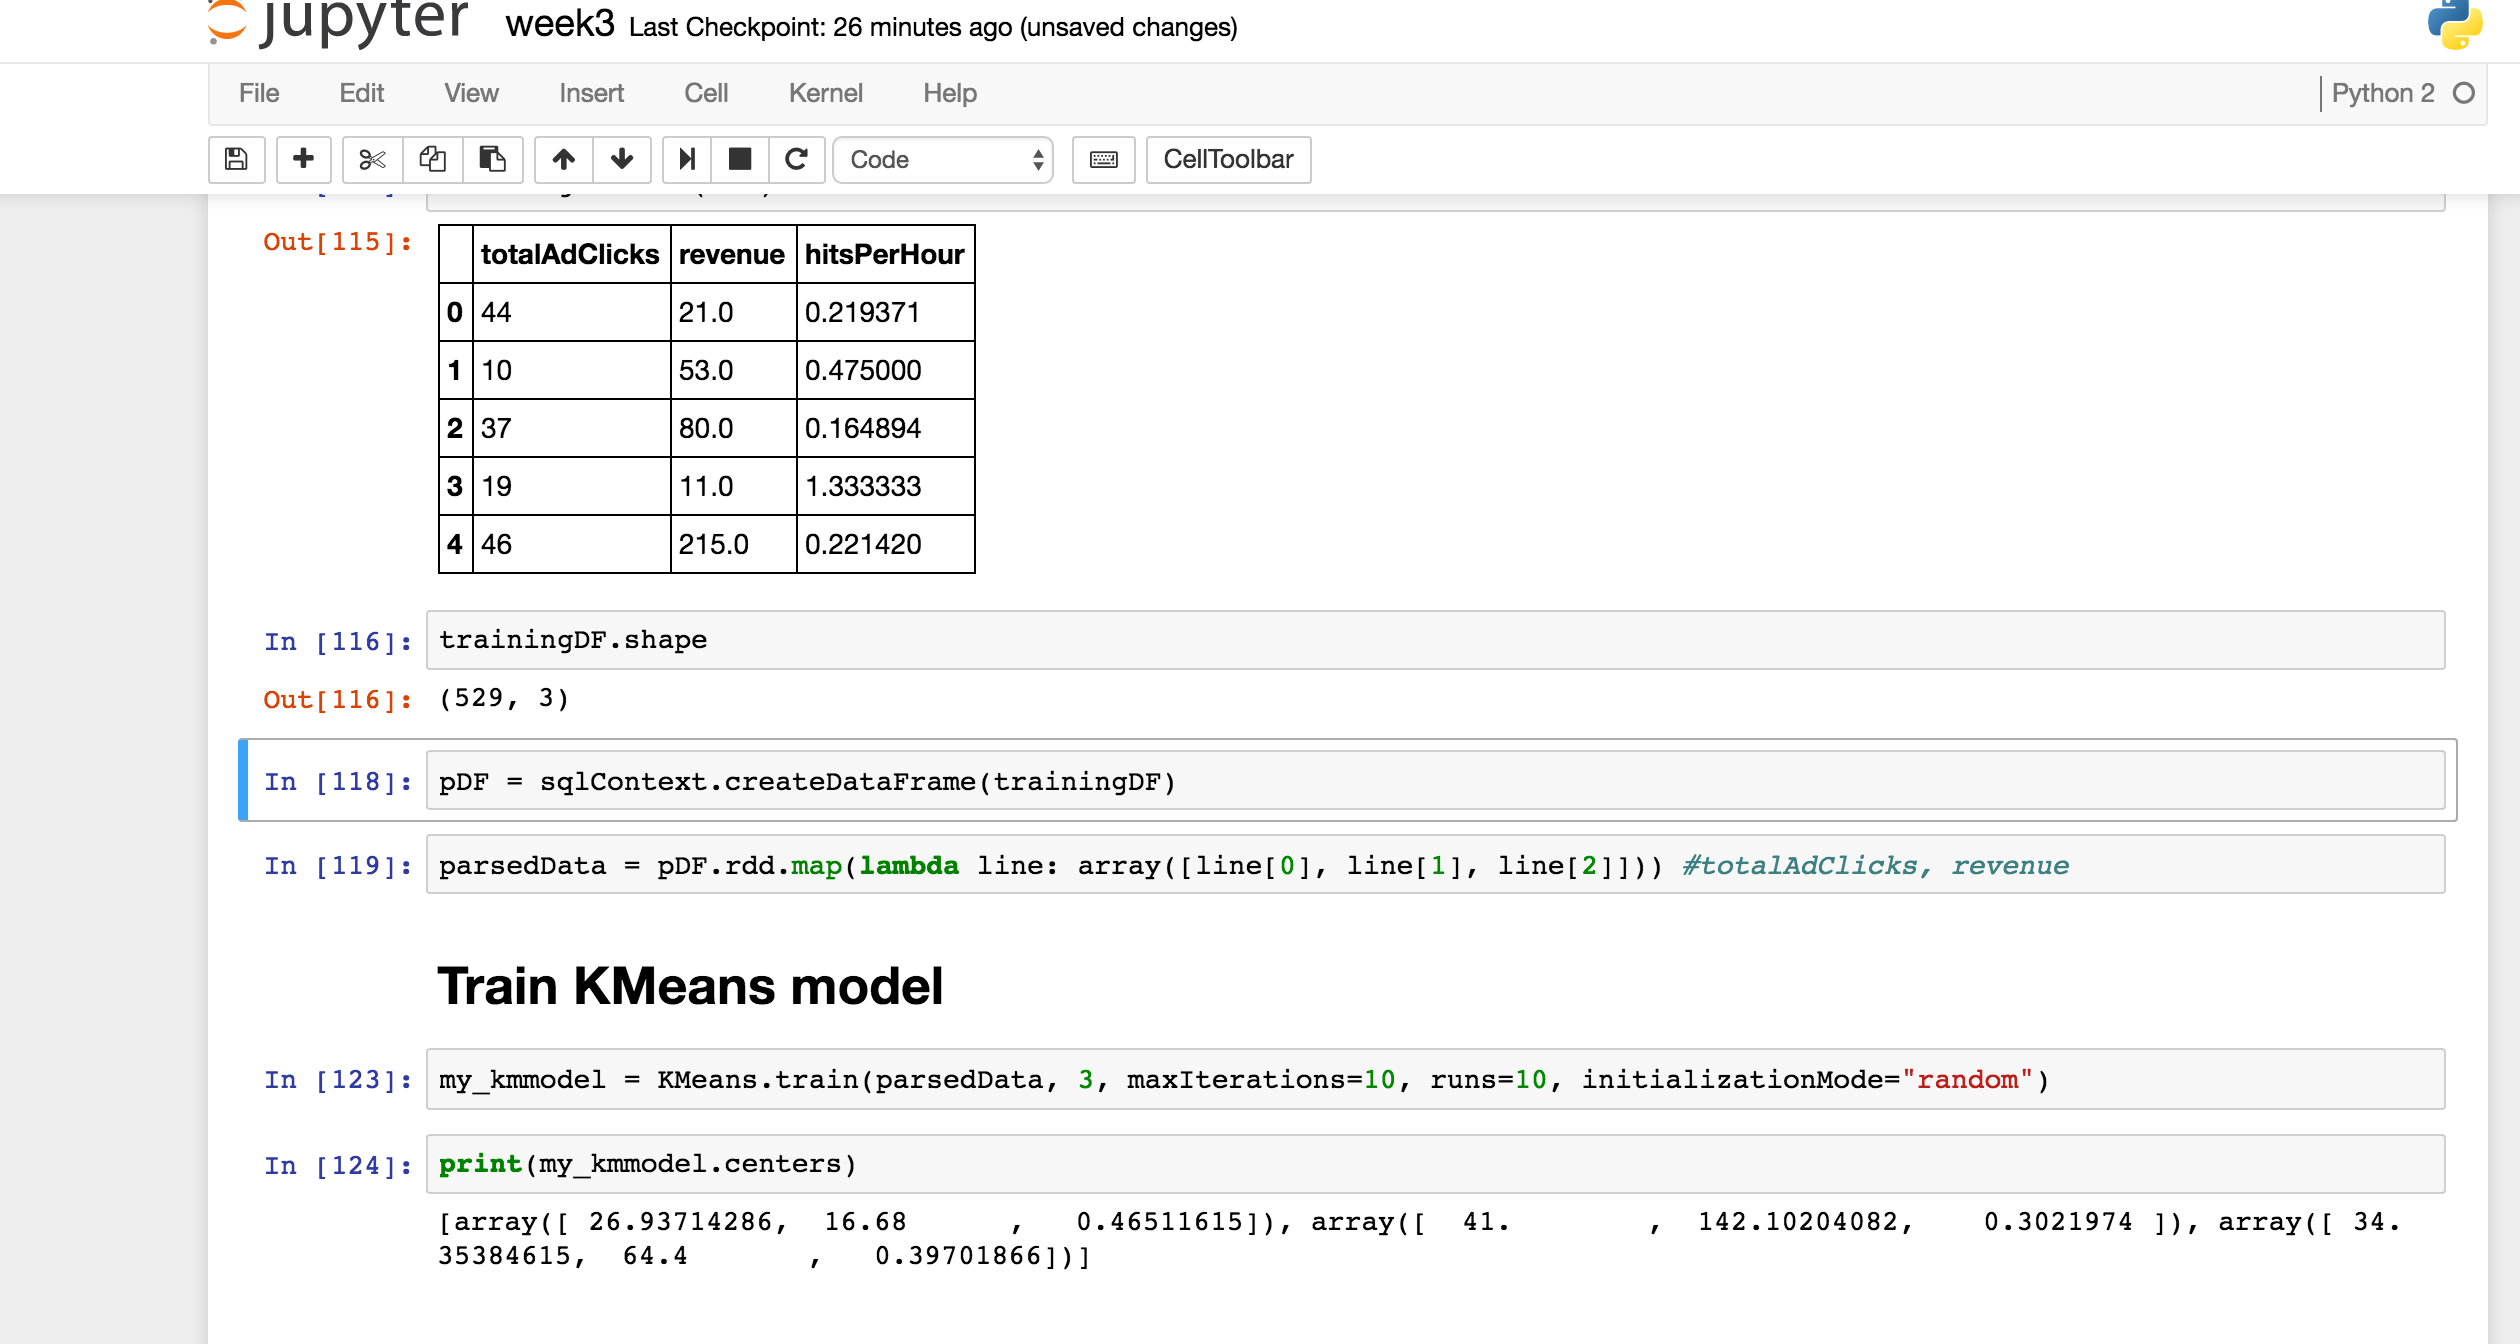 jupyter week3 Last Checkpoint: 26 minutes ago (unsaved changes)
File Edit View Insert Cell Kernel Help Python 2
Code CellToolbar
Out[115]:
totalAdClicks revenue hitsPerHour
0 44 21.0 0.219371
1 10 53.0 0.475000
2 37 80.0 0.164894
3 19 11.0 1.333333
4 46 215.0 0.221420
In [116]: trainingDF.shape
Out[116]: (529, 3)
In [118]: pDF = sqlContext.createDataFrame(trainingDF)
In [119]: parsedData = pDF.rdd.map(lambda line: array([line[0], line[1], line[2]])) #totalAdClicks, revenue
Train KMeans model
In [123]: my_kmmodel = KMeans.train(parsedData, 3, maxIterations=10, runs=10, initializationMode="random")
In [124]: print(my_kmmodel.centers)
[array([ 26.93714286, 16.68 , 0.46511615]), array([ 41. , 142.10204082, 0.3021974 ]), array([ 34.
35384615, 64.4 , 0.39701866])]